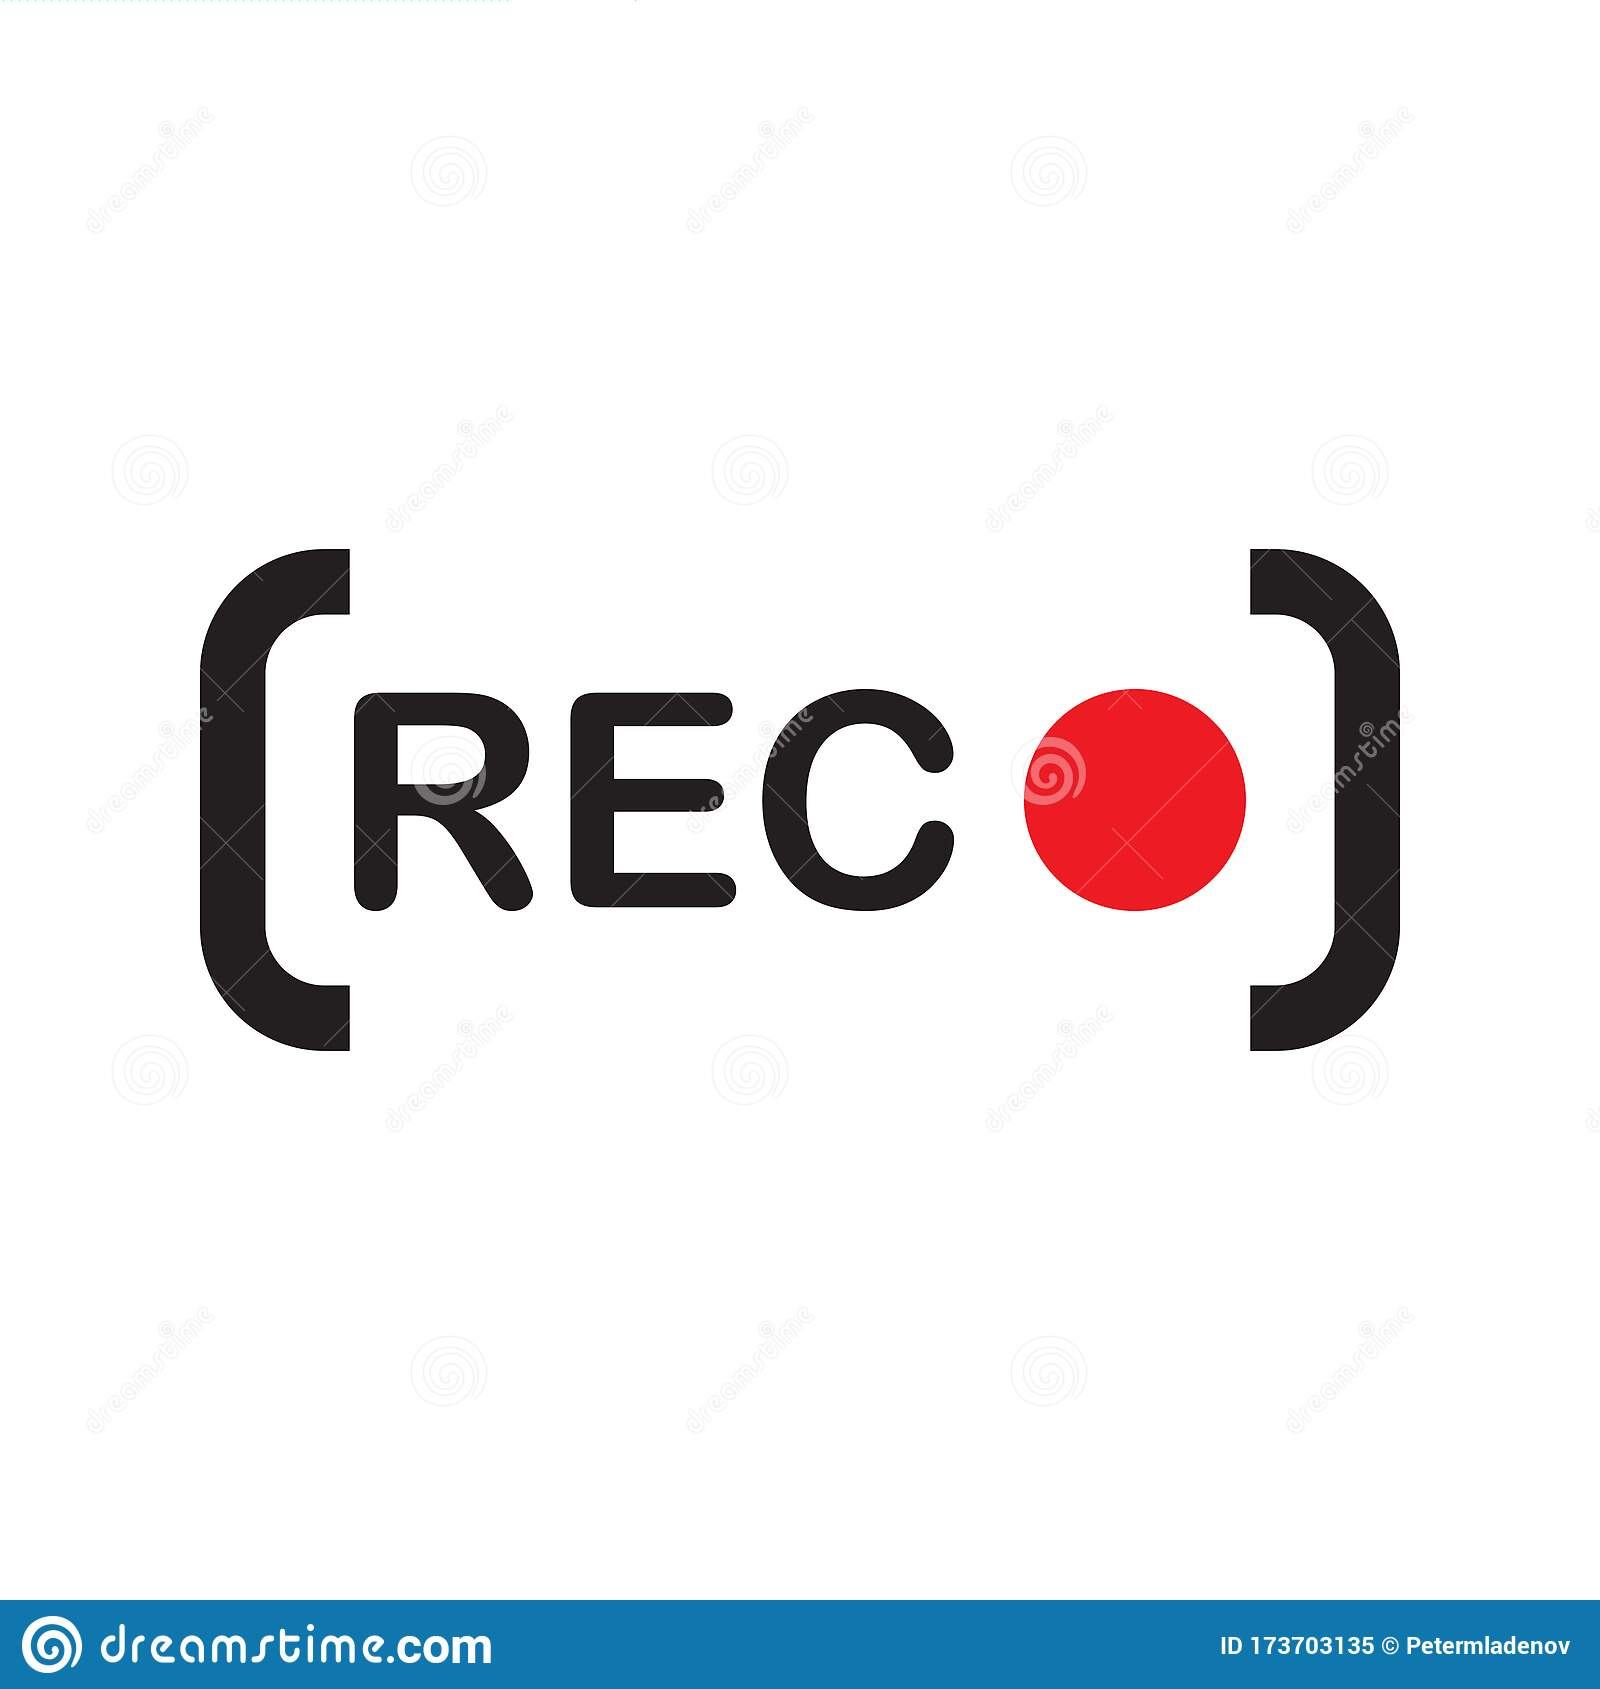 REC
dreamstime.com
ID 173703135 © Petermladenov